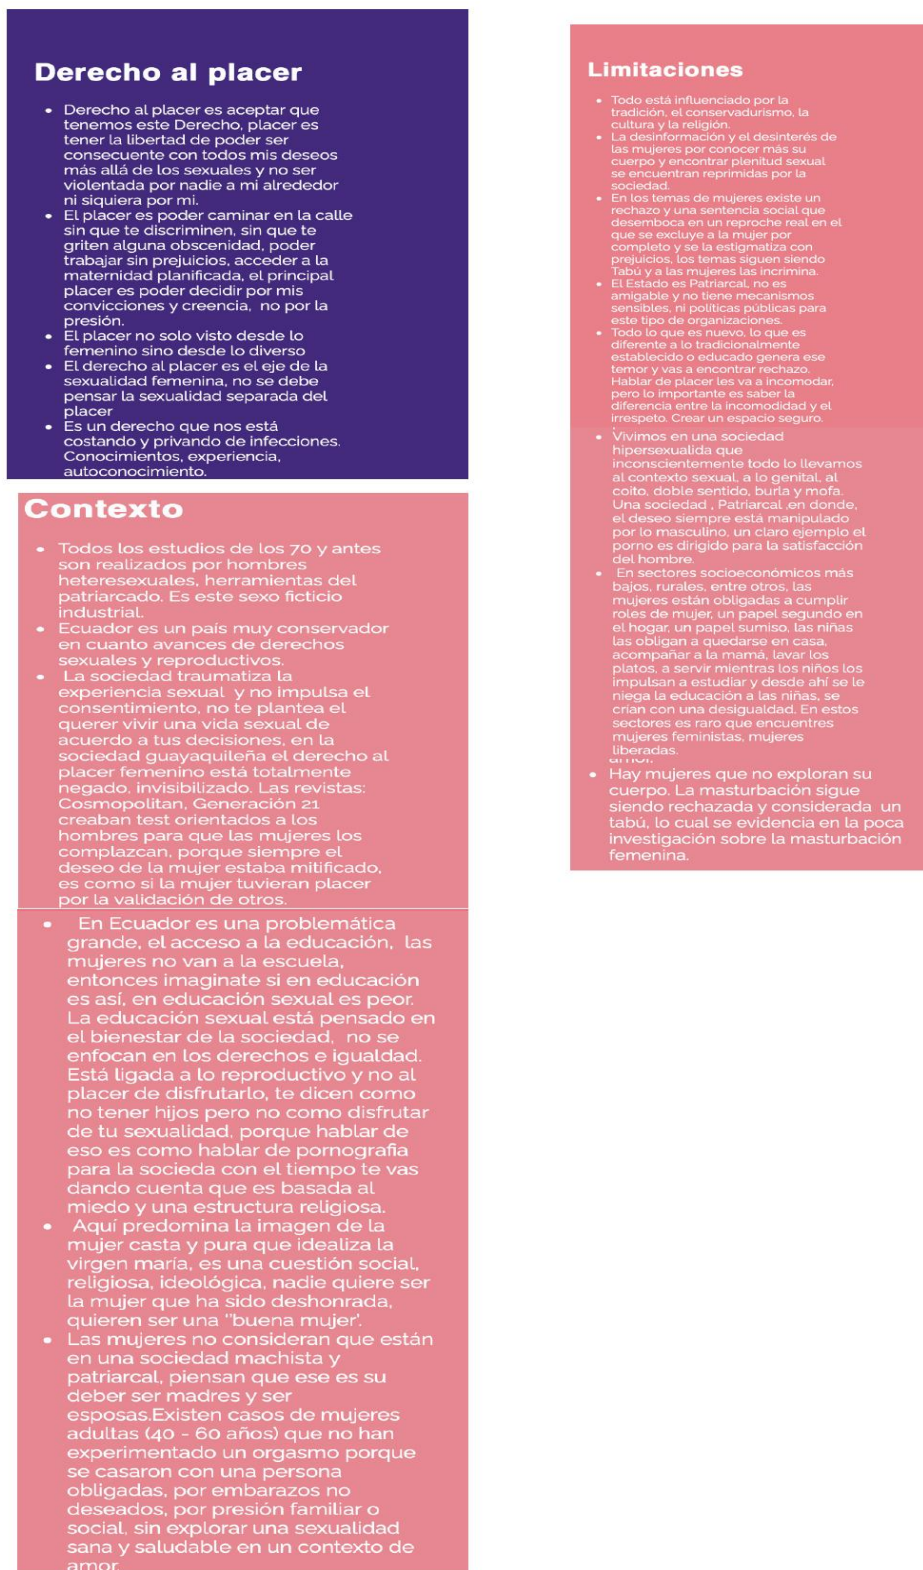 Derecho al placer
• Derecho al placer es aceptar que
tenemos este Derecho, placer es
tener la libertad de poder ser
consecuente con todos mis deseos
más allá de los sexuales y no ser
violentada por nadie a mi alrededor
ni siquiera por mi.
• El placer es poder caminar en la calle
sin que te discriminen, sin que te
griten alguna obscenidad, poder
trabajar sin prejuicios, acceder a la
maternidad planificada, el principal
placer es poder decidir por mis
convicciones y creencia, no por la
presión.
• El placer no solo visto desde lo
femenino sino desde lo diverso
• El derecho al placer es el eje de la
sexualidad femenina, no se debe
pensar la sexualidad separada del
placer
• Es un derecho que nos está
costando y privando de infecciones.
Conocimientos, experiencia,
autoconocimiento.
Contexto
• Todos los estudios de los 70 y antes
son realizados por hombres
heteresexuales, herramientas del
patriarcado. Es este sexo ficticio
industrial.
• Ecuador es un país muy conservador
en cuanto avances de derechos
sexuales y reproductivos.
• La sociedad traumatiza la
experiencia sexual y no impulsa el
consentimiento, no te plantea el
querer vivir una vida sexual de
acuerdo a tus decisiones, en la
sociedad guayaquileña el derecho al
placer femenino está totalmente
negado, invisibilizado. Las revistas:
Cosmopolitan, Generación 21
creaban test orientados a los
hombres para que las mujeres los
complazcan, porque siempre el
deseo de la mujer estaba mitificado,
es como si la mujer tuvieran placer
por la validación de otros.
• En Ecuador es una problemática
grande, el acceso a la educación, las
mujeres no van a la escuela,
entonces imaginate si en educación
es así, en educación sexual es peor.
La educación sexual está pensado en
el bienestar de la sociedad, no se
enfocan en los derechos e igualdad.
Está ligada a lo reproductivo y no al
placer de disfrutarlo, te dicen como
no tener hijos pero no como disfrutar
de tu sexualidad, porque hablar de
eso es como hablar de pornografia
para la socieda con el tiempo te vas
dando cuenta que es basada al
miedo y una estructura religiosa.
• Aquí predomina la imagen de la
mujer casta y pura que idealiza la
virgen maría, es una cuestión social,
religiosa, ideológica, nadie quiere ser
la mujer que ha sido deshonrada,
quieren ser una "buena mujer'.
• Las mujeres no consideran que están
en una sociedad machista y
patriarcal, piensan que ese es su
deber ser madres y ser
esposas.Existen casos de mujeres
adultas (40 - 60 años) que no han
experimentado un orgasmo porque
se casaron con una persona
obligadas, por embarazos no
deseados, por presión familiar o
social, sin explorar una sexualidad
sana y saludable en un contexto de
amor.
Limitaciones
• Todo está influenciado por la
tradición, el conservadurismo, la
cultura y la religión.
• La desinformación y el desinterés de
las mujeres por conocer más su
cuerpo y encontrar plenitud sexual
se encuentran reprimidas por la
sociedad.
• En los temas de mujeres existe un
rechazo y una sentencia social que
desemboca en un reproche real en el
que se excluye a la mujer por
completo y se la estigmatiza con
prejuicios, los temas siguen siendo
Tabú y a las mujeres las incrimina.
• El Estado es Patriarcal, no es
amigable y no tiene mecanismos
sensibles, ni políticas públicas para
este tipo de organizaciones.
• Todo lo que es nuevo, lo que es
diferente a lo tradicionalmente
establecido o educado genera ese
temor y vas a encontrar rechazo.
Hablar de placer les va a incomodar,
pero lo importante es saber la
diferencia entre la incomodidad y el
irrespeto. Crear un espacio seguro.
• Vivimos en una sociedad
hipersexualida que
inconscientemente todo lo llevamos
al contexto sexual, a lo genital, al
coito, doble sentido, burla y mofa.
Una sociedad , Patriarcal ,en donde,
el deseo siempre está manipulado
por lo masculino, un claro ejemplo el
porno es dirigido para la satisfacción
del hombre.
• En sectores socioeconómicos más
bajos, rurales, entre otros, las
mujeres están obligadas a cumplir
roles de mujer, un papel segundo en
el hogar, un papel sumiso, las niñas
las obligan a quedarse en casa,
acompañar a la mamá, lavar los
platos, a servir mientras los niños los
impulsan a estudiar y desde ahí se le
niega la educación a las niñas, se
crían con una desigualdad. En estos
sectores es raro que encuentres
mujeres feministas, mujeres
liberadas.
amor.
• Hay mujeres que no exploran su
cuerpo. La masturbación sigue
siendo rechazada y considerada un
tabú, lo cual se evidencia en la poca
investigación sobre la masturbación
femenina.